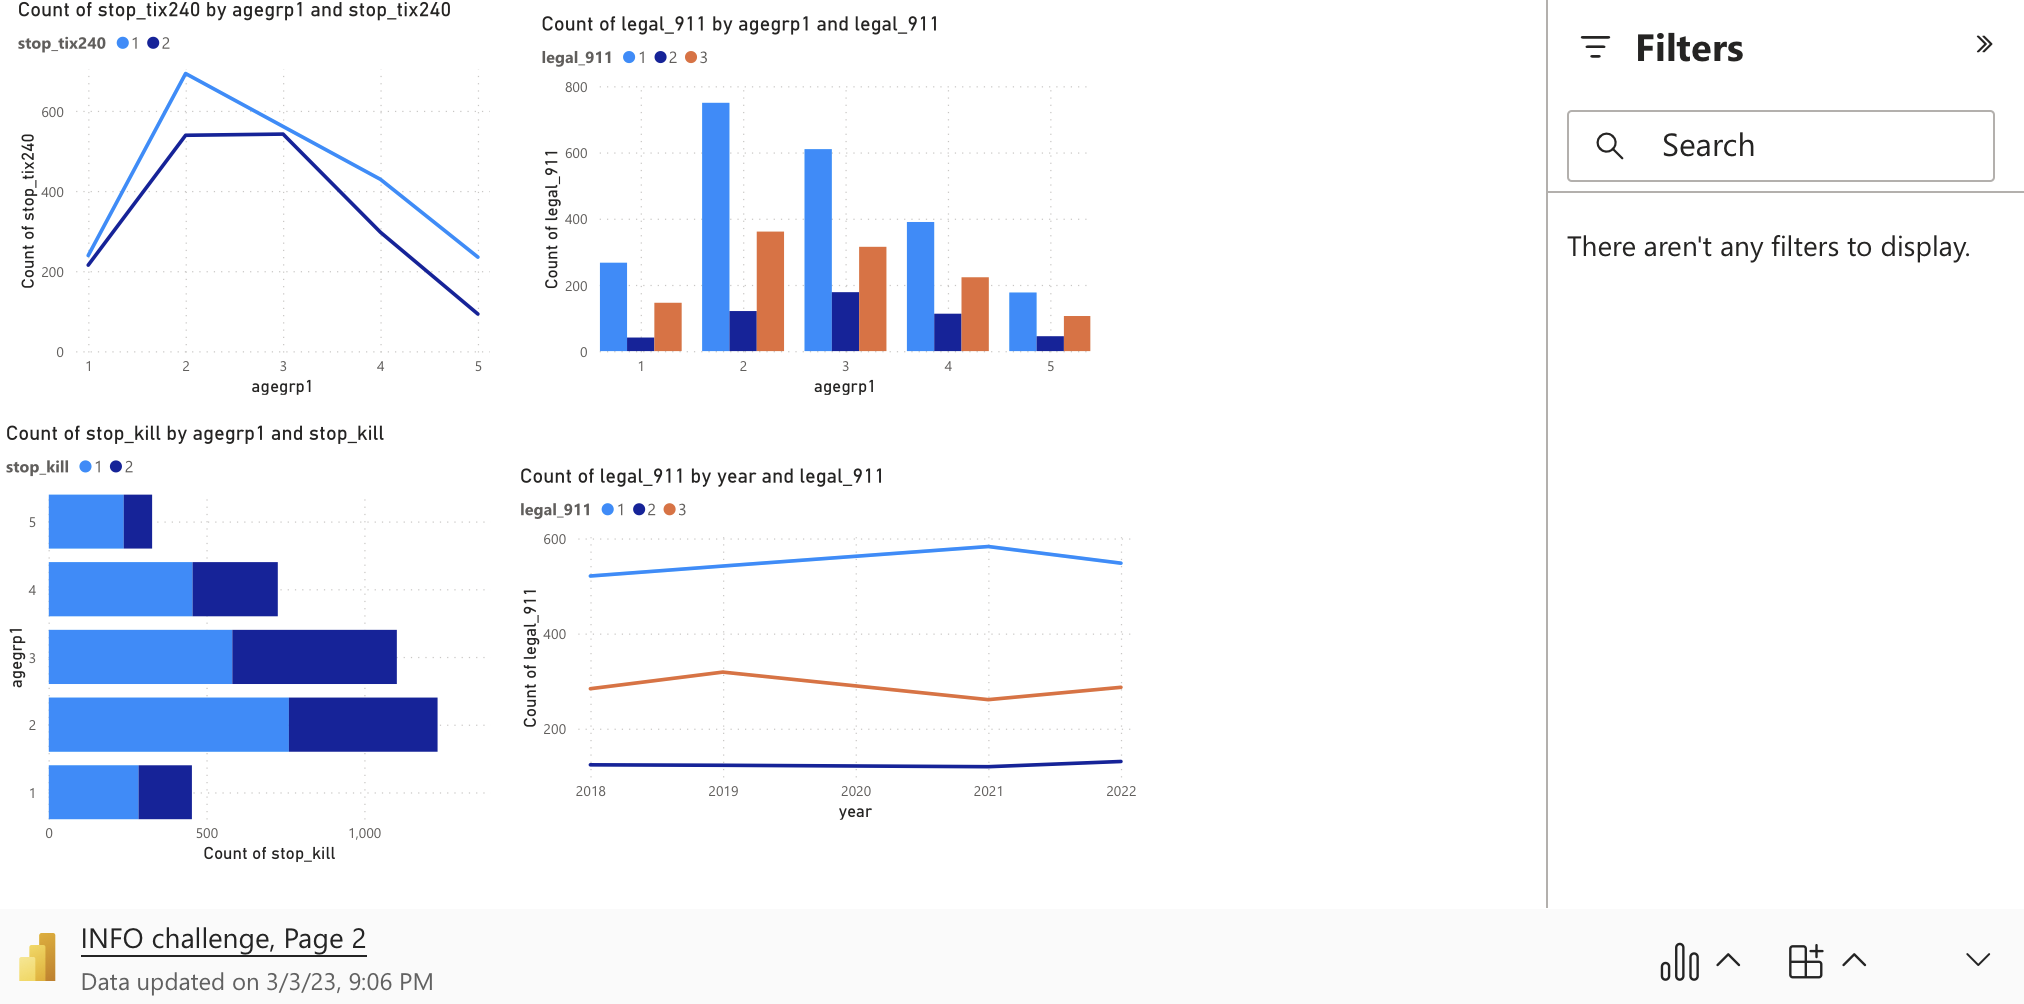 Count of stop_tix240 by agegrp1 and stop_tix240
stop_tix240 1 2
600
400
200
0
Count of stop_tix240
1 2 3 4 5
agegrp1
Count of legal_911 by agegrp1 and legal_911
legal_911 1 2 3
800
600
400
200
0
Count of legal_911
1 2 3 4 5
agegrp1
Count of stop_kill by agegrp1 and stop_kill
stop_kill 1 2
5
4
3
2
1
agegrp1
0 500 1,000
Count of stop_kill
Count of legal_911 by year and legal_911
legal_911 1 2 3
600
400
200
Count of legal_911
2018 2019 2020 2021 2022
year
Filters
Search
There aren't any filters to display.
INFO challenge, Page 2
Data updated on 3/3/23, 9:06 PM